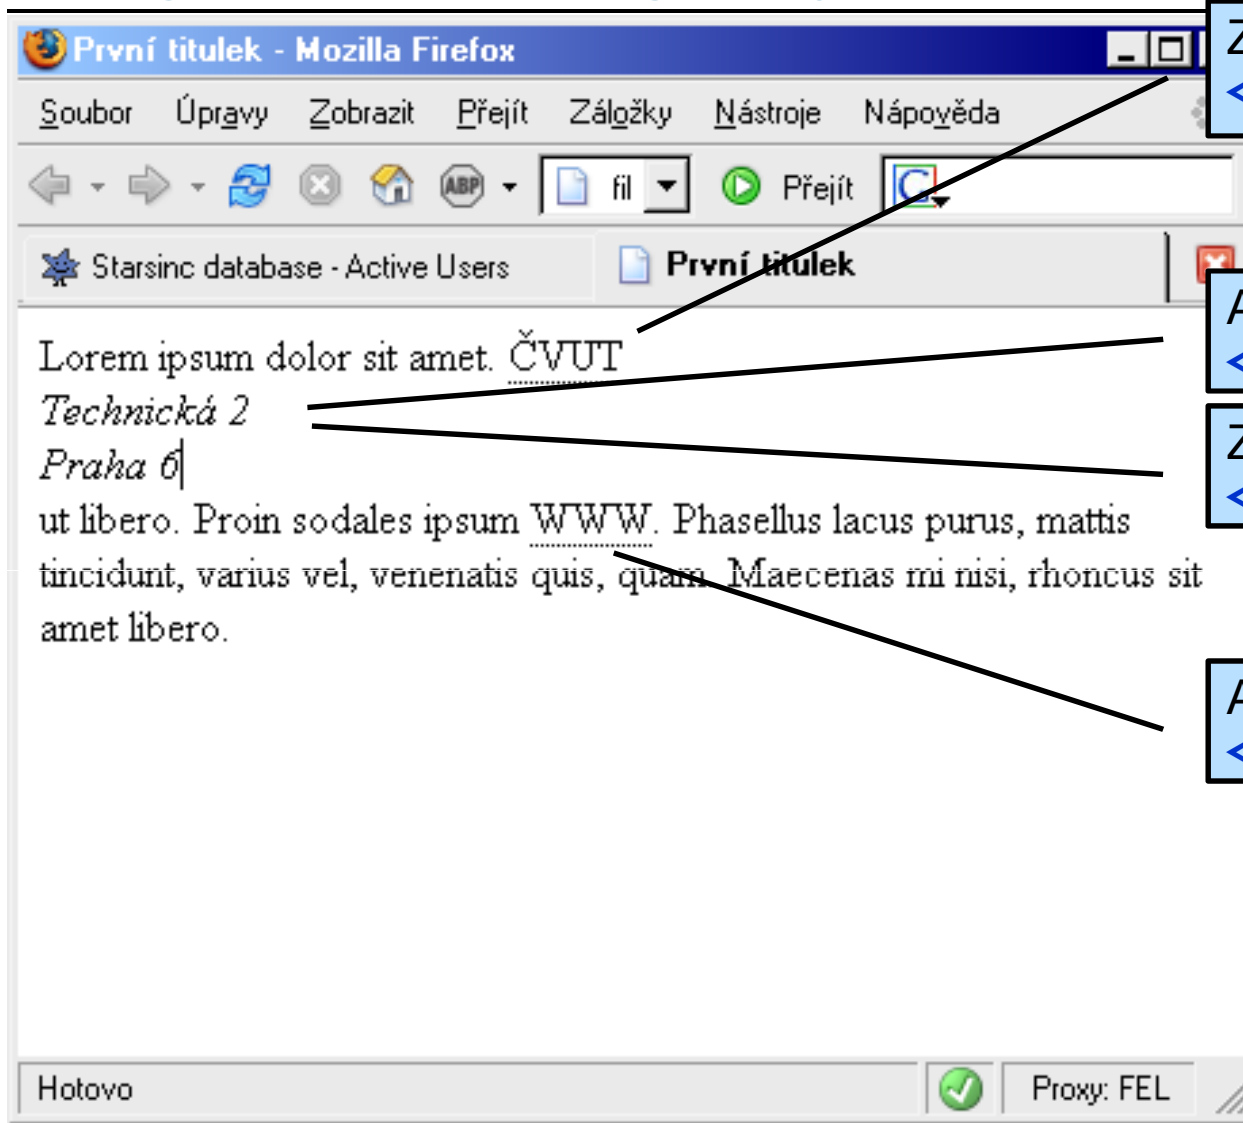 První titulek - Mozilla Firefox
Z
<
Soubor Úpravy Zobrazit Přejít Záložky Nástroje Nápověda
ABP fil Přejít G
Starsinc database - Active Users První titulek
A
<
Lorem ipsum dolor sit amet. ČVUT
Technická 2
Z
<
Praha 6
ut libero. Proin sodales ipsum WWW. Phasellus lacus purus, mattis
tincidunt, varius vel, venenatis quis, quam. Maecenas mi nisi, rhoncus sit
amet libero.
A
<
Hotovo Proxy: FEL